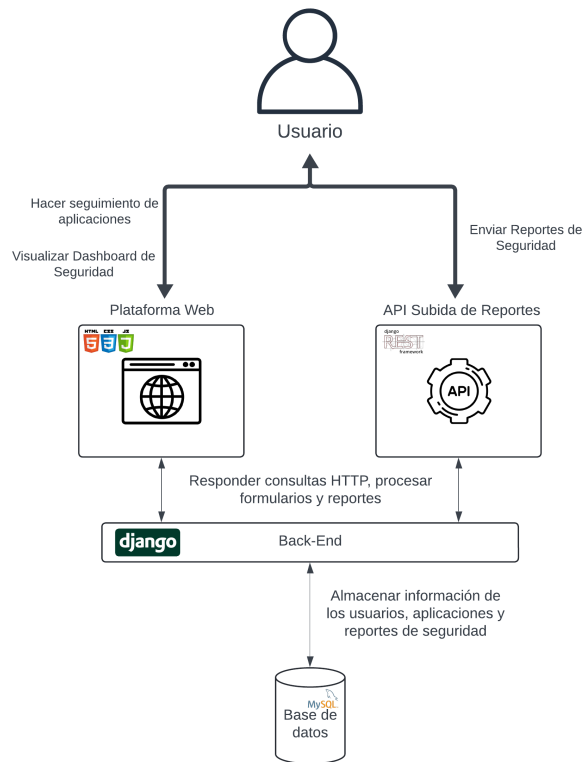 Usuario
Hacer seguimiento de
aplicaciones
Visualizar Dashboard de
Seguridad
Enviar Reportes de
Seguridad
Plataforma Web
API Subida de Reportes
HTML CSS JS
5 3 J
django
REST
framework
API
Responder consultas HTTP, procesar
formularios y reportes
django
Back-End
Almacenar información de
los usuarios, aplicaciones y
reportes de seguridad
MySQL
Base de
datos